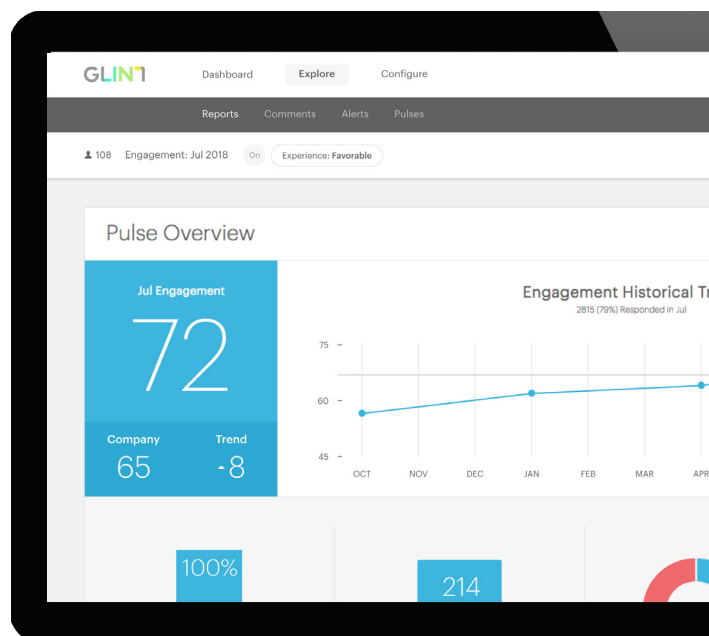 GLINT
Dashboard Explore Configure
Reports Comments Alerts Pulses
108 Engagement: Jul 2018 On Experience: Favorable
Pulse Overview
Jul Engagement
72
Company Trend
65 8
Engagement Historical Tr
2815 (79%) Responded in Jul
75
60
45
OCT NOV DEC JAN FEB MAR APR
100%
214